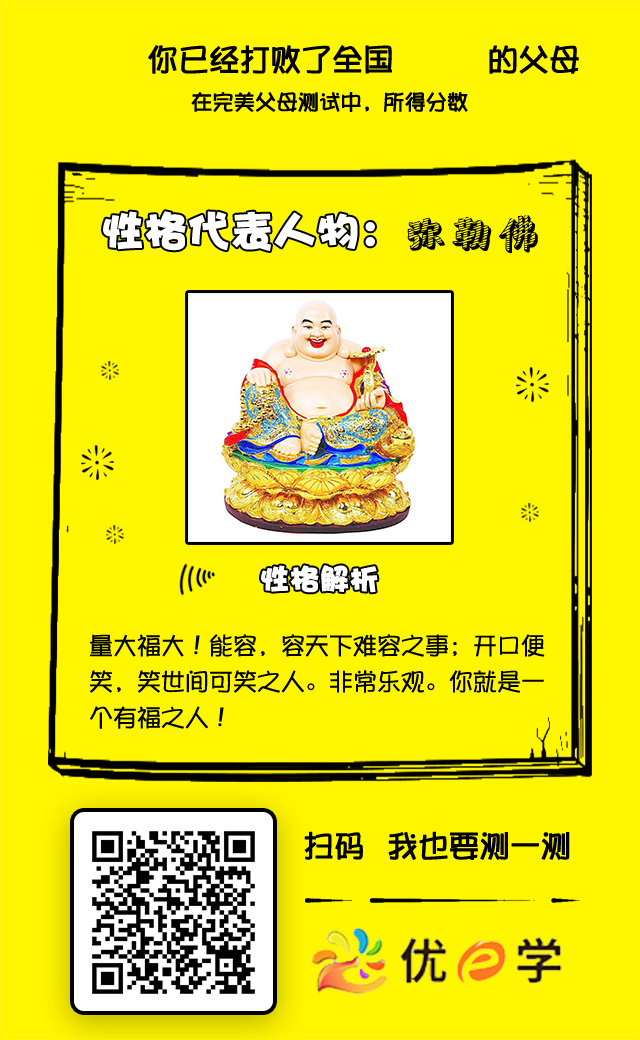 你已经打败了全国 的父母
在完美父母测试中，所得分数
性格代表人物：弥勒佛
性格解析
量大福大！能容，容天下难容之事；开口便
笑，笑世间可笑之人。非常乐观。你就是一
个有福之人！
扫码 我也要测一测
优e学